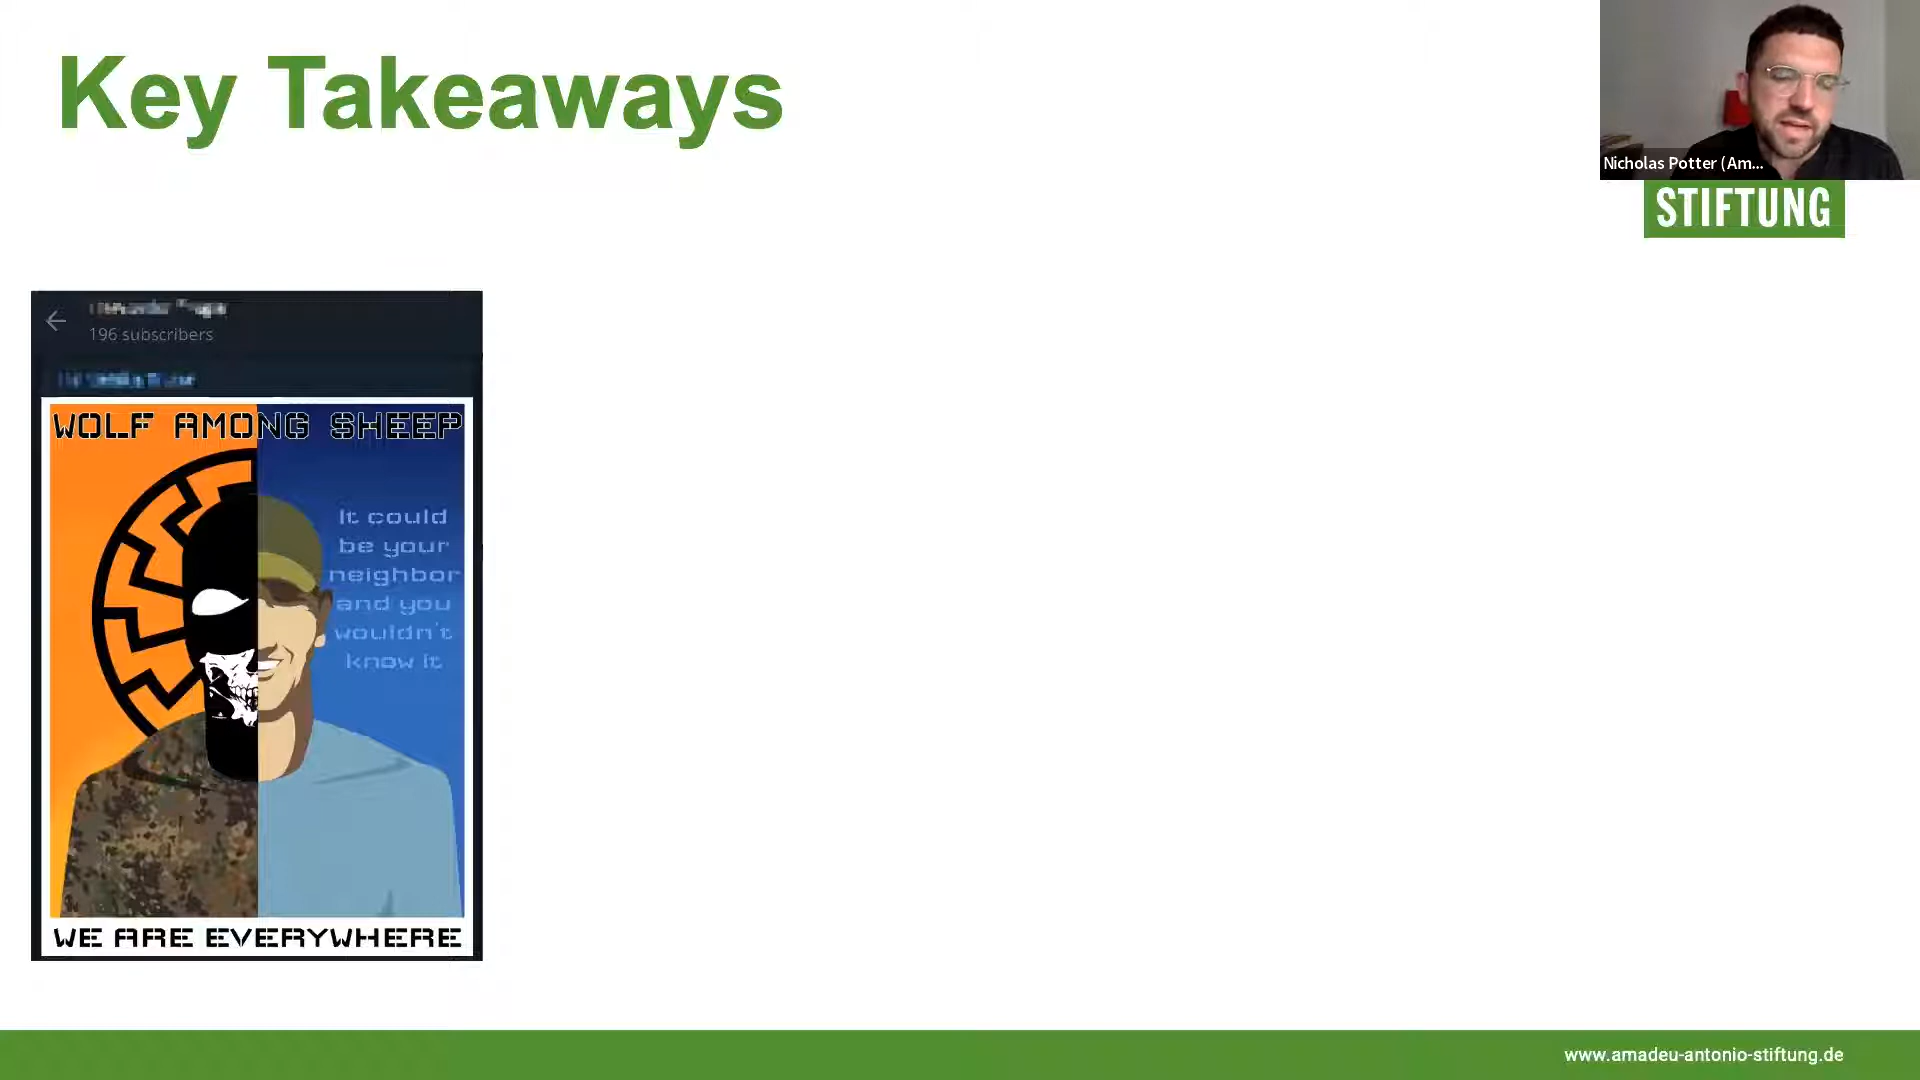 Key Takeaways
Nicholas Potter (Am...
STIFTUNG
196 subscribers
WOLF AMONG SHEEP
It could
be your
neighbor
and you
wouldn't
know it
WE ARE EVERYWHERE
www.amadeu-antonio-stiftung.de